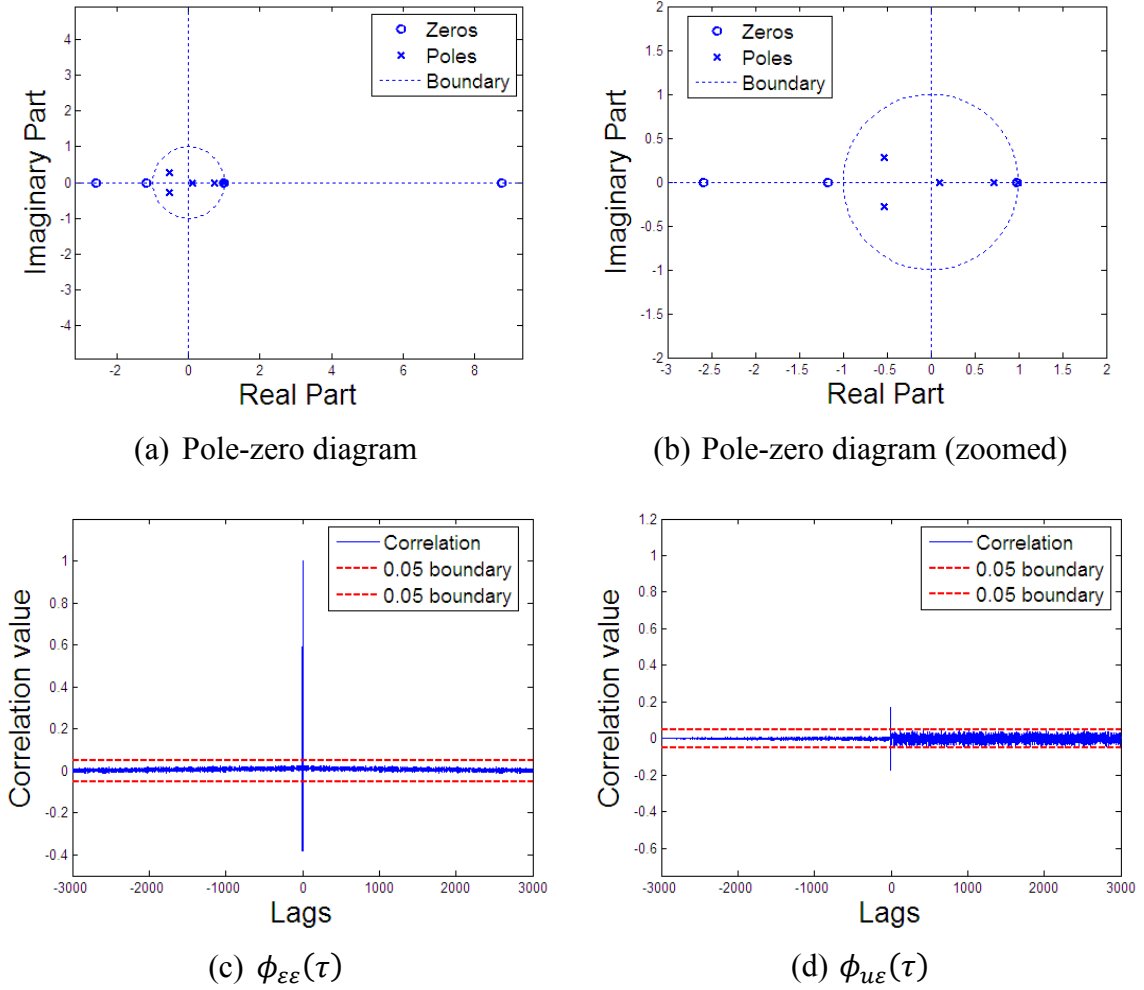 Zeros
Poles
Boundary
Imaginary Part
4
3
2
1
0
-1
-2
-3
-4
-2
0
2
4
6
8
Real Part
(a) Pole-zero diagram
Zeros
Poles
Boundary
Imaginary Part
2
1.5
1
0.5
0
-0.5
-1
-1.5
-2
-3
-2.5
-2
-1.5
-1
-0.5
0
0.5
1
1.5
2
Real Part
(b) Pole-zero diagram (zoomed)
Correlation
0.05 boundary
0.05 boundary
Correlation value
1
0.8
0.6
0.4
0.2
0
-0.2
-0.4
-3000
-2000
-1000
0
1000
2000
3000
Lags
(c) ϕεε(τ)
Correlation
0.05 boundary
0.05 boundary
Correlation value
1.2
1
0.8
0.6
0.4
0.2
0
-0.2
-0.4
-0.6
-3000
-2000
-1000
0
1000
2000
3000
Lags
(d) ϕuε(τ)